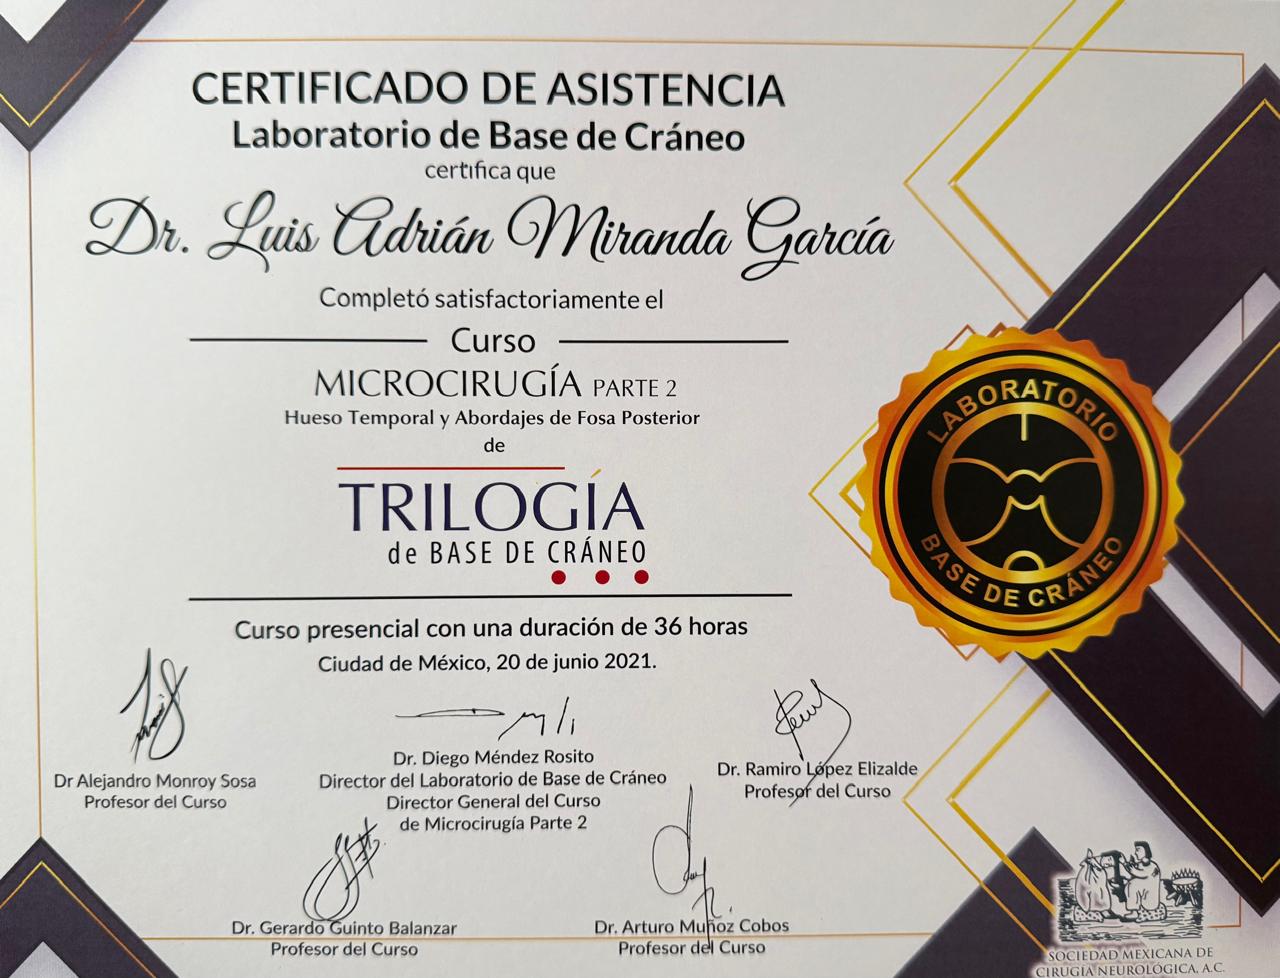 CERTIFICADO DE ASISTENCIA
Laboratorio de Base de Cráneo
certifica que
Dr. Luis Adrián Miranda García
Completó satisfactoriamente el
Curso
MICROCIRUGÍA PARTE 2
Hueso Temporal y Abordajes de Fosa Posterior
de
TRILOGÍA
de BASE DE CRÁNEO
LABORATORIO
BASE DE CRÁNEO
Curso presencial con una duración de 36 horas
Ciudad de México, 20 de junio 2021.
Dr Alejandro Monroy Sosa
Profesor del Curso
Dr. Diego Méndez Rosito
Director del Laboratorio de Base de Cráneo
Director General del Curso
de Microcirugía Parte 2
Dr. Ramiro López Elizalde
Profesor del Curso
Dr. Gerardo Guinto Balanzar
Profesor del Curso
Dr. Arturo Muñoz Cobos
Profesor del Curso
SOCIEDAD MEXICANA DE
CIRUGÍA NEUROLÓGICA, A.C.